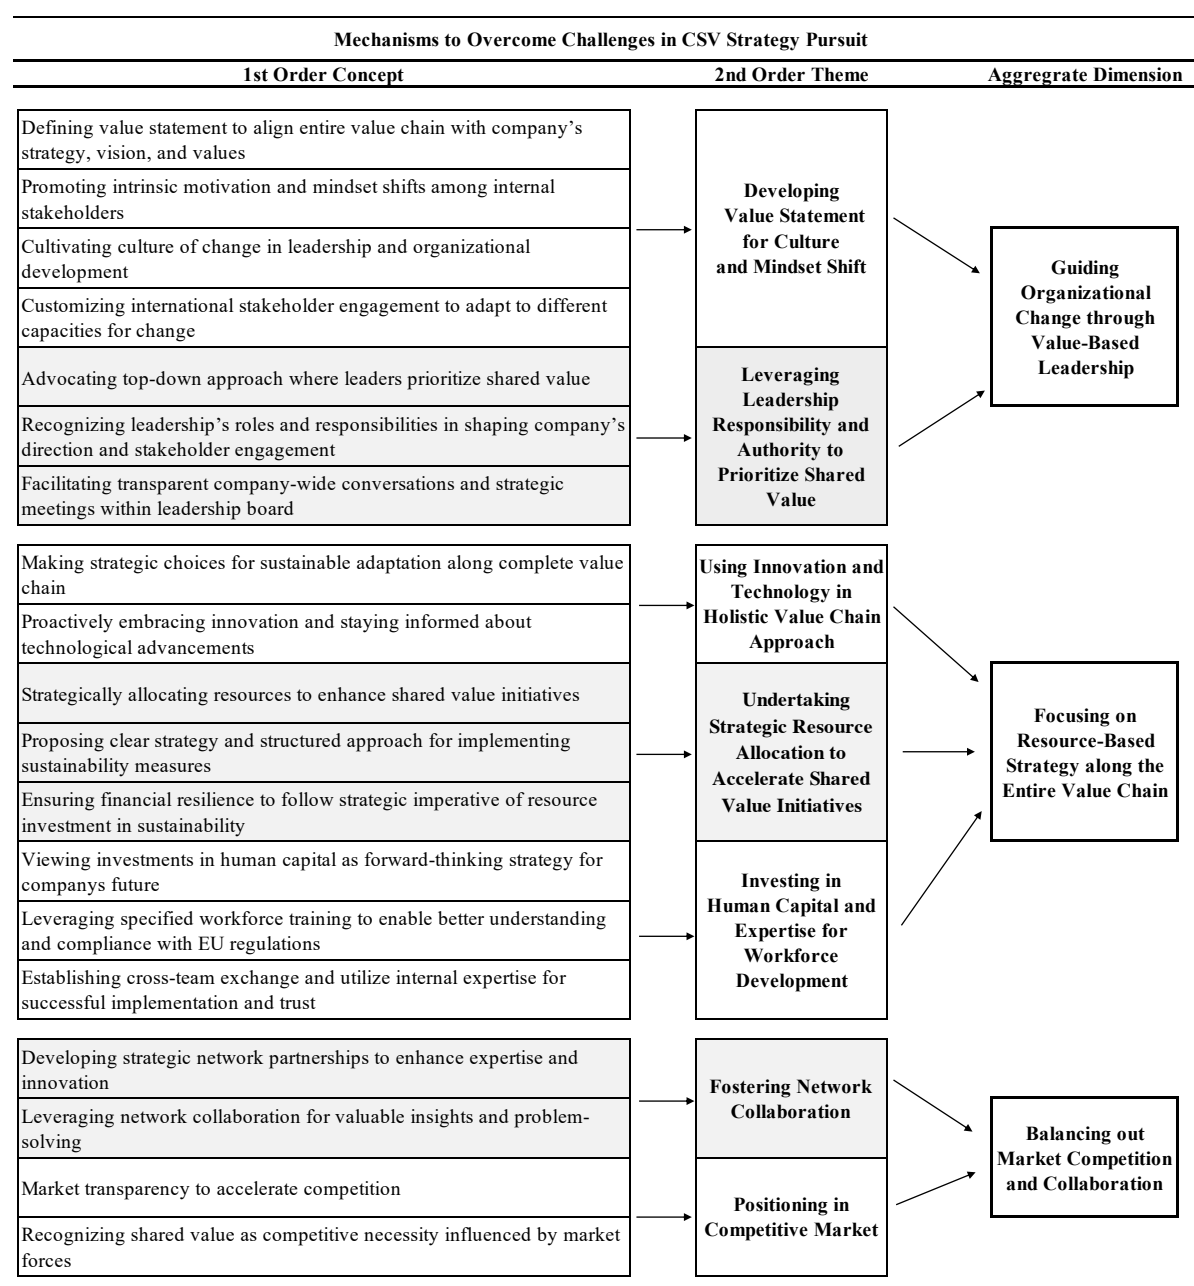 Mechanisms to Overcome Challenges in CSV Strategy Pursuit
1st Order Concept
2nd Order Theme
Aggregrate Dimension
Defining value statement to align entire value chain with company’s
strategy, vision, and values
Promoting intrinsic motivation and mindset shifts among internal
stakeholders
Cultivating culture of change in leadership and organizational
development
Customizing international stakeholder engagement to adapt to different
capacities for change
Developing
Value Statement
for Culture
and Mindset Shift
Advocating top-down approach where leaders prioritize shared value
Recognizing leadership’s roles and responsibilities in shaping company’s
direction and stakeholder engagement
Facilitating transparent company-wide conversations and strategic
meetings within leadership board
Leveraging
Leadership
Responsibility and
Authority to
Prioritize Shared
Value
Guiding
Organizational
Change through
Value-Based
Leadership
Making strategic choices for sustainable adaptation along complete value
chain
Proactively embracing innovation and staying informed about
technological advancements
Using Innovation and
Technology in
Holistic Value Chain
Approach
Strategically allocating resources to enhance shared value initiatives
Proposing clear strategy and structured approach for implementing
sustainability measures
Ensuring financial resilience to follow strategic imperative of resource
investment in sustainability
Undertaking
Strategic Resource
Allocation to
Accelerate Shared
Value Initiatives
Viewing investments in human capital as forward-thinking strategy for
companys future
Leveraging specified workforce training to enable better understanding
and compliance with EU regulations
Establishing cross-team exchange and utilize internal expertise for
successful implementation and trust
Investing in
Human Capital and
Expertise for
Workforce
Development
Focusing on
Resource-Based
Strategy along the
Entire Value Chain
Developing strategic network partnerships to enhance expertise and
innovation
Leveraging network collaboration for valuable insights and problem-
solving
Fostering Network
Collaboration
Market transparency to accelerate competition
Recognizing shared value as competitive necessity influenced by market
forces
Positioning in
Competitive Market
Balancing out
Market Competition
and Collaboration